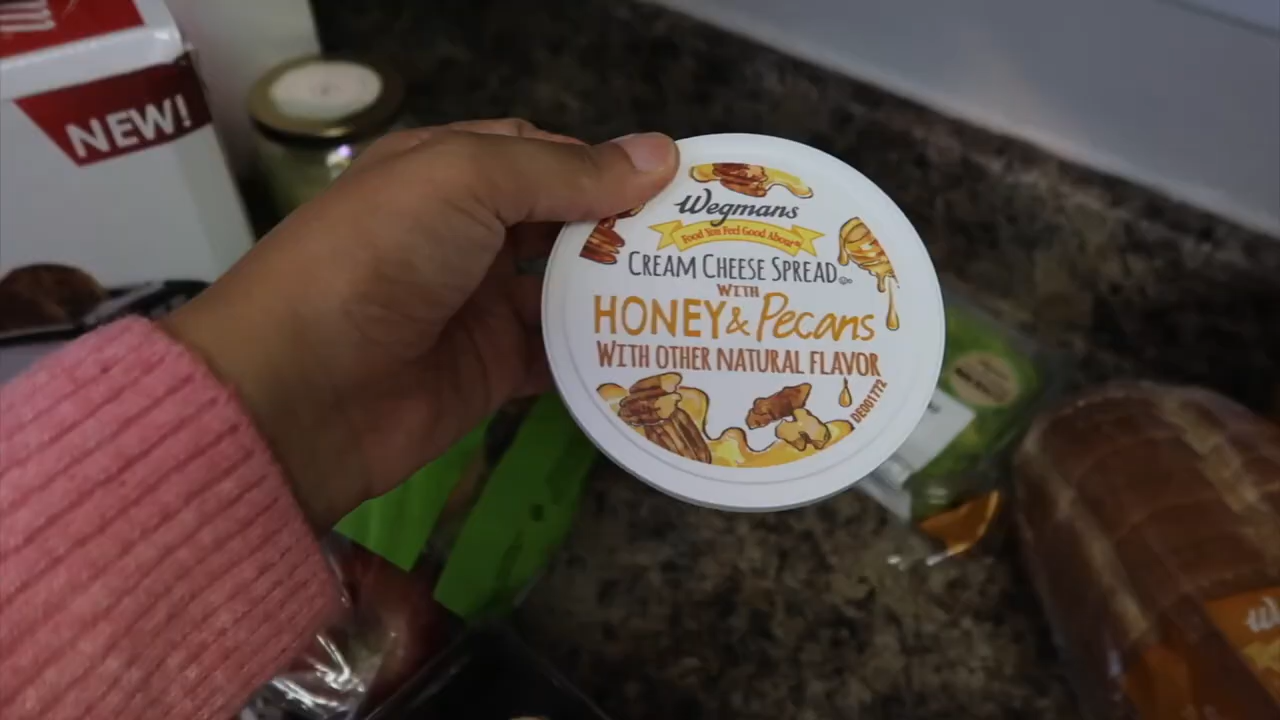 NEW!
Wegmans
Food You Feel Good About
CREAM CHEESE SPREAD
WITH
HONEY & Pecans
WITH OTHER NATURAL FLAVOR
DE001772